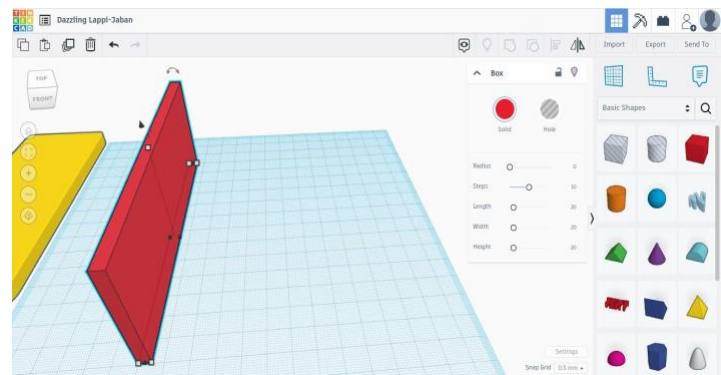 TIN
KER
CAD
Dazzling Lappi-Jaban
Import Export Send To
TOP
FRONT
Box
Solid Hole
Radius 0
Steps 10
Length 20
Width 20
Height 20
Basic Shapes
Settings
Snap Grid 0.5 mm